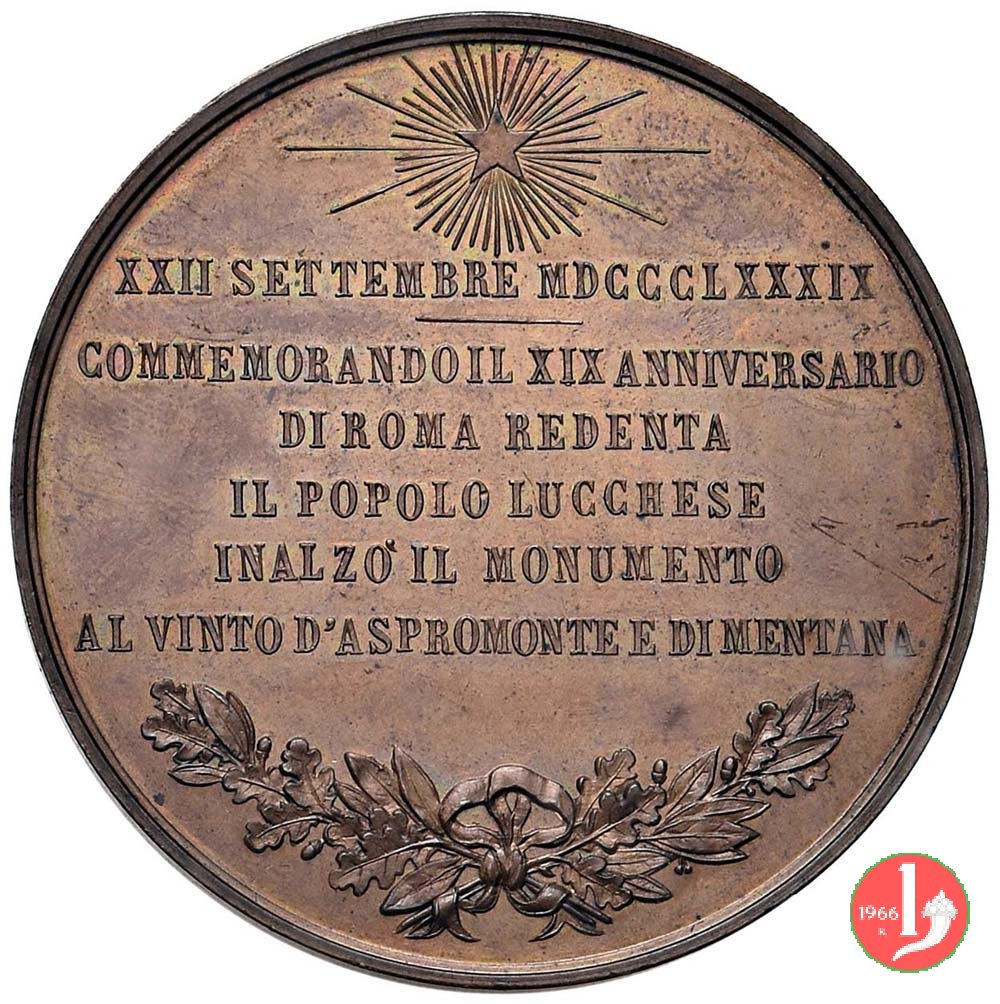 XXII SETTEMBRE MDCCCLXXXIX
COMMEMORANDO IL XIX ANNIVERSARIO
DI ROMA REDENTA
IL POPOLO LUCCHESE
INALZO' IL MONUMENTO
AL VINTO D'ASPROMONTE E DI MENTANA.
1966
R.